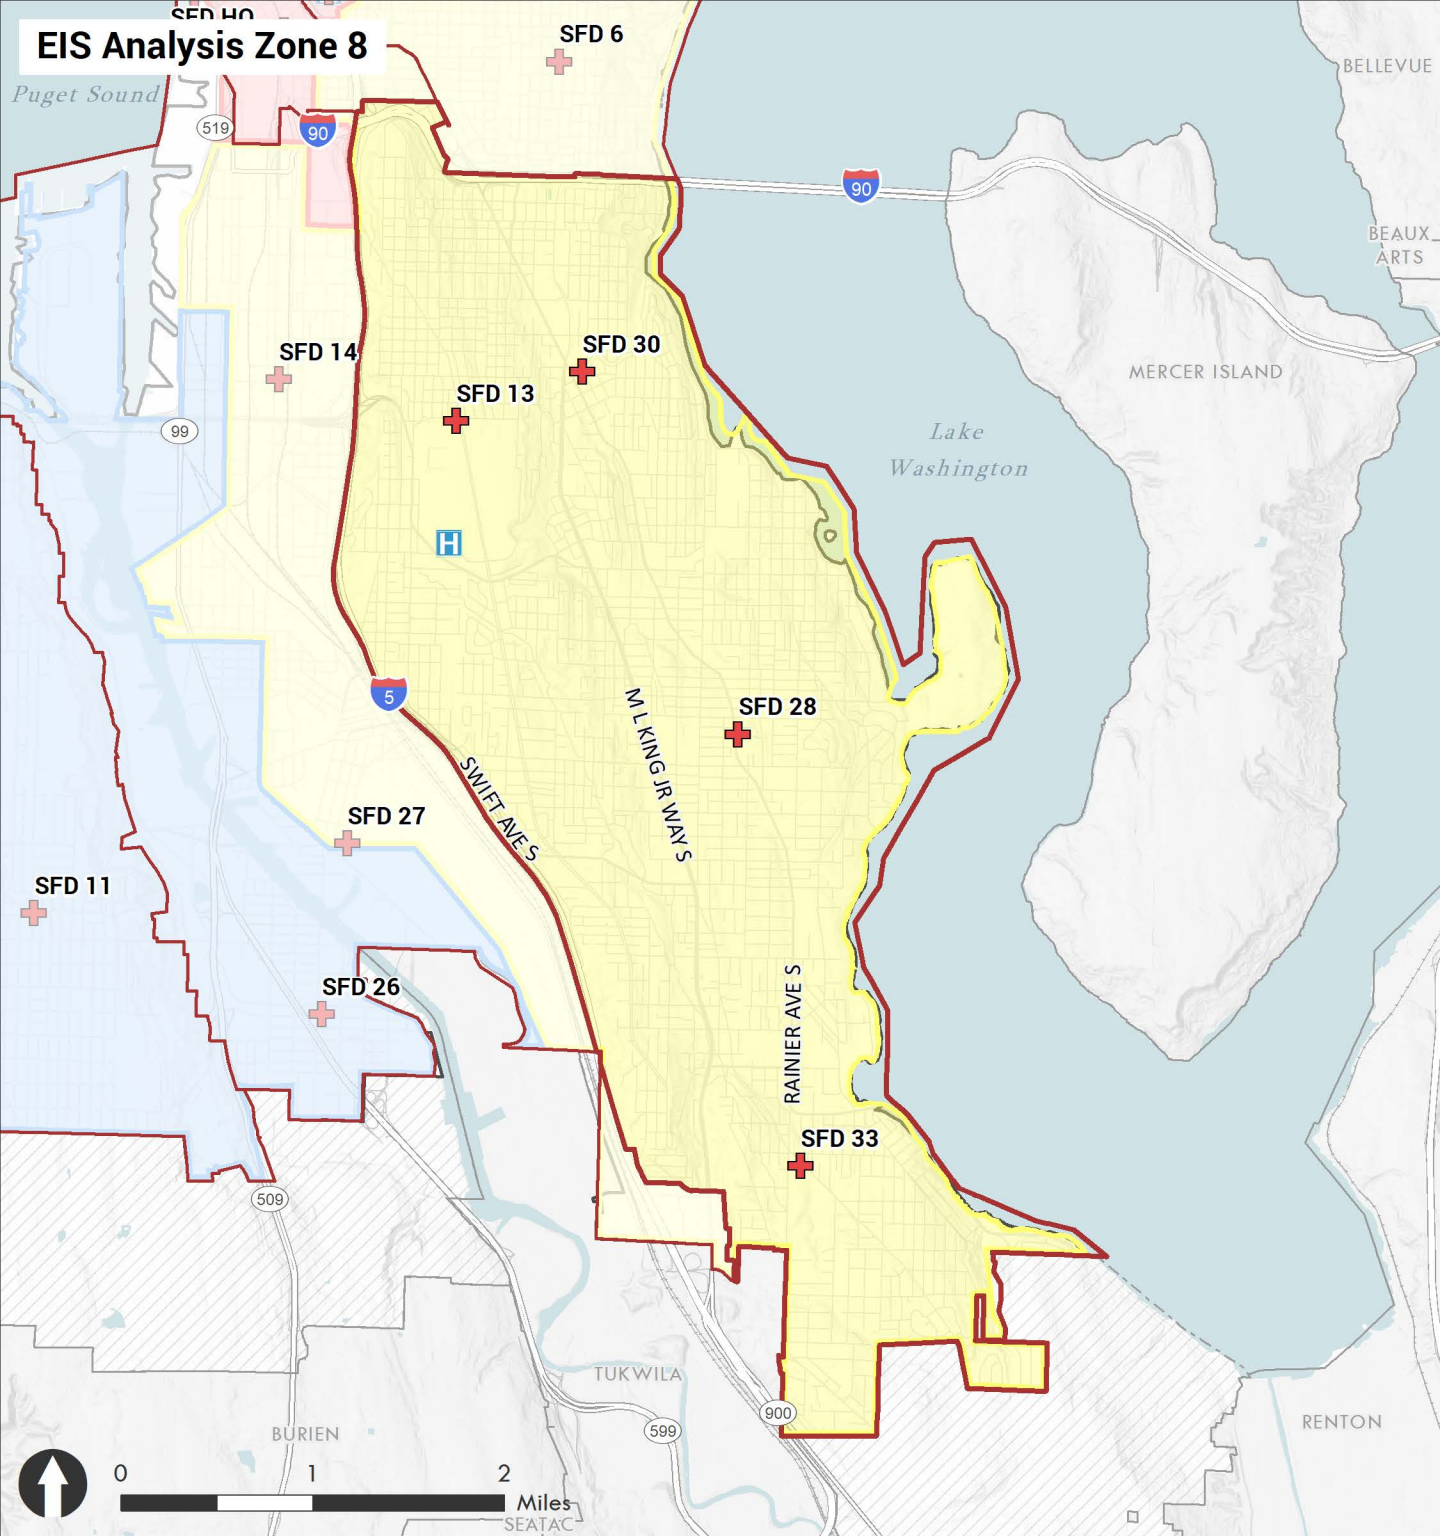 SFD HQ
EIS Analysis Zone 8
SFD 6
BELLEVUE
Puget Sound
519
90
90
BEAUX
ARTS
SFD 14
SFD 30
MERCER ISLAND
SFD 13
99
Lake
Washington
H
5
SFD 28
M L KING JR WAY S
SWIFT AVE S
SFD 27
SFD 11
SFD 26
RAINIER AVE S
SFD 33
509
TUKWILA
900
599
BURIEN
RENTON
0 1 2
Miles
SEATAC